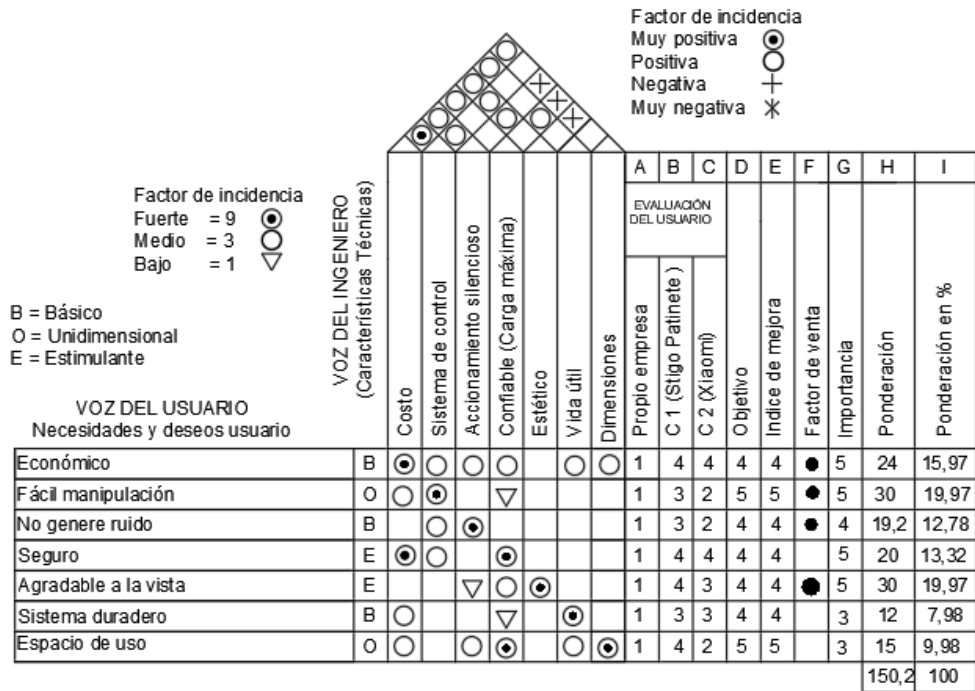 Factor de incidencia
Muy positiva
Positiva
Negativa
Muy negativa
Factor de incidencia
Fuerte = 9
Medio = 3
Bajo = 1
B = Básico
O = Unidimensional
E = Estimulante
VOZ DEL USUARIO
Necesidades y deseos usuario
VOZ DEL INGENIERO
(Características Técnicas)
Costo
Sistema de control
Accionamiento silencioso
Confiable (Carga máxima)
Estético
Vida útil
Dimensiones
A B C D E F G H I
EVALUACIÓN
DEL USUARIO
Propio empresa
C 1 (Stigo Patinete )
C 2 (Xiaomi)
Objetivo
Indice de mejora
Factor de venta
Importancia
Ponderación
Ponderación en %
Económico B 1 4 4 4 4 5 24 15,97
Fácil manipulación O 1 3 2 5 5 5 30 19,97
No genere ruido B 1 3 2 4 4 4 19,2 12,78
Seguro E 1 4 4 4 4 5 20 13,32
Agradable a la vista E 1 4 3 4 4 5 30 19,97
Sistema duradero B 1 3 3 4 4 3 12 7,98
Espacio de uso O 1 4 2 5 5 3 15 9,98
150,2 100